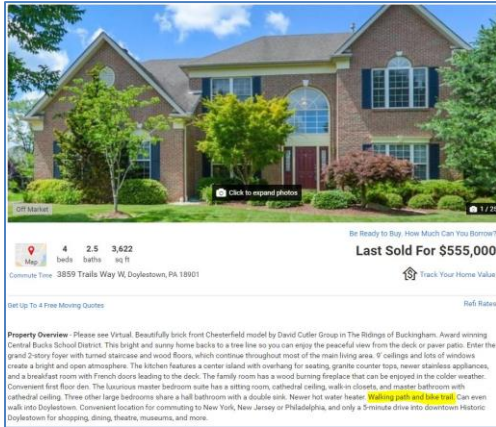 Click to expand photos
Off Market
1 / 25
Be Ready to Buy. How Much Can You Borrow?
Map
4 2.5 3,622
beds baths sq ft
Last Sold For $555,000
Commute Time 3859 Trails Way W, Doylestown, PA 18901
Track Your Home Value
Get Up To 4 Free Moving Quotes
Refi Rates
Property Overview - Please see Virtual. Beautifully brick front Chesterfield model by David Cutler Group in The Ridings of Buckingham. Award winning
Central Bucks School District. This bright and sunny home backs to a tree line so you can enjoy the peaceful view from the deck or paver patio. Enter the
grand 2-story foyer with turned staircase and wood floors, which continue throughout most of the main living area. 9' ceilings and lots of windows
create a bright and open atmosphere. The kitchen features a center island with overhang for seating, granite counter tops, newer stainless appliances,
and a breakfast room with French doors leading to the deck. The family room has a wood burning fireplace that can be enjoyed in the colder weather.
Convenient first floor den. The luxurious master bedroom suite has a sitting room, cathedral ceiling, walk-in closets, and master bathroom with
cathedral ceiling. Three other large bedrooms share a hall bathroom with a double sink. Newer hot water heater. Walking path and bike trail. Can even
walk into Doylestown. Convenient location for commuting to New York, New Jersey or Philadelphia, and only a 5-minute drive into downtown Historic
Doylestown for shopping, dining, theatre, museums, and more.